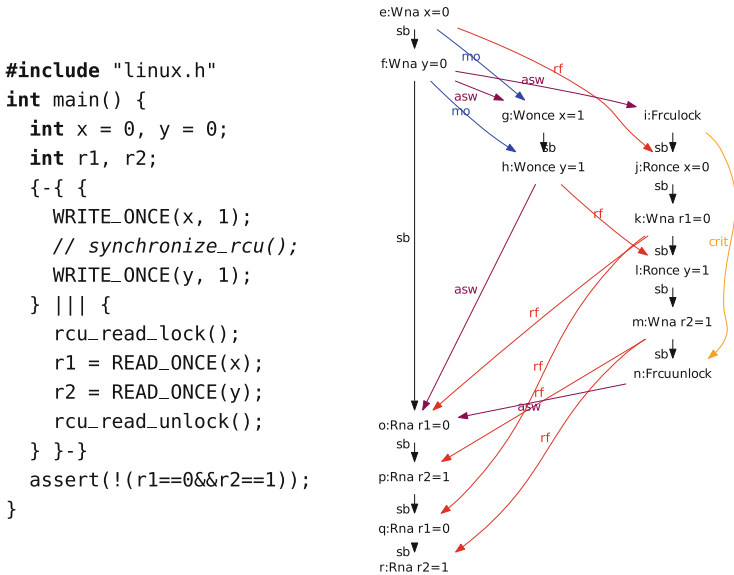 #include "linux.h"
int main() {
int x = 0, y = 0;
int r1, r2;
{-{ {
WRITE_ONCE(x, 1);
// synchronize_rcu();
WRITE_ONCE(y, 1);
} ||| {
rcu_read_lock();
r1 = READ_ONCE(x);
r2 = READ_ONCE(y);
rcu_read_unlock();
} }-}
assert(!(r1==0&&r2==1));
}
e:Wna x=0
sb
mo
rf
f:Wna y=0
asw
asw
mo
g:Wonce x=1
i:Frculock
sb
sb
h:Wonce y=1
j:Ronce x=0
sb
rf
k:Wna r1=0
sb
sb
crit
l:Ronce y=1
sb
asw
rf
m:Wna r2=1
sb
rf
n:Frcuunlock
rf
asw
o:Rna r1=0
sb
rf
p:Rna r2=1
sb
q:Rna r1=0
sb
r:Rna r2=1